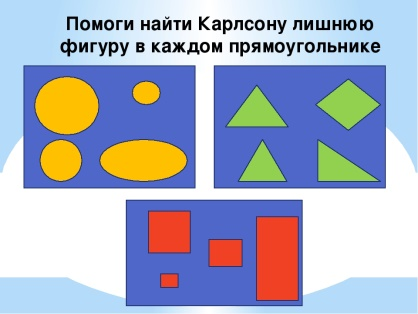 Помоги найти Карлсону лишнюю
фигуру в каждом прямоугольнике